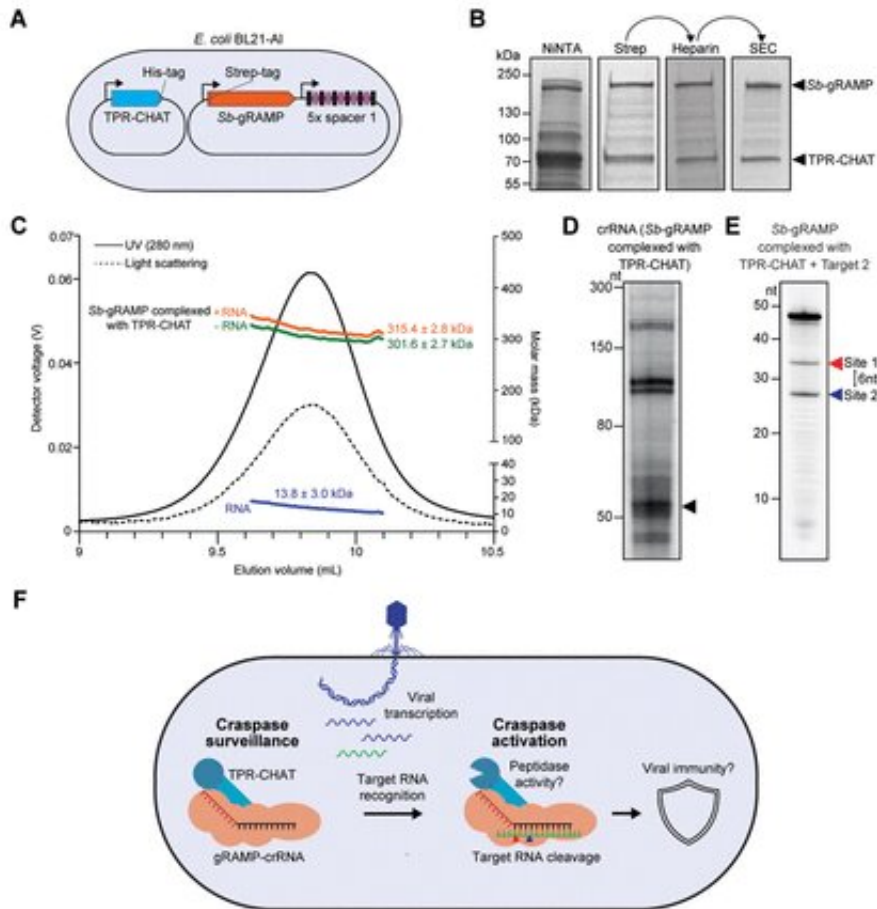 A
E. coli BL21-AI
His-tag
Strep-tag
TPR-CHAT
Sb-gRAMP
5x spacer 1
B
NiNTA
Strep
Heparin
SEC
kDa
250
130
100
70
55
Sb-gRAMP
TPR-CHAT
C
UV (280 nm)
Light scattering
Sb-gRAMP complexed
with TPR-CHAT
+RNA
- RNA
315.4 ± 2.8 kDa
301.6 ± 2.7 kDa
13.8 ± 3.0 kDa
RNA
Detector voltage (V)
0.06
0.04
0.02
0
Molar mass (kDa)
500
400
300
200
100
40
30
20
10
0
9
9.5
10
10.5
Elution volume (mL)
D
crRNA (Sb-gRAMP
complexed with
TPR-CHAT)
nt
300
150
80
50
E
Sb-gRAMP
complexed with
TPR-CHAT + Target 2
nt
50
40
30
20
10
Site 1
6nt
Site 2
F
Viral
transcription
Craspase
surveillance
TPR-CHAT
gRAMP-crRNA
Target RNA
recognition
Craspase
activation
Peptidase
activity?
Target RNA cleavage
Viral immunity?